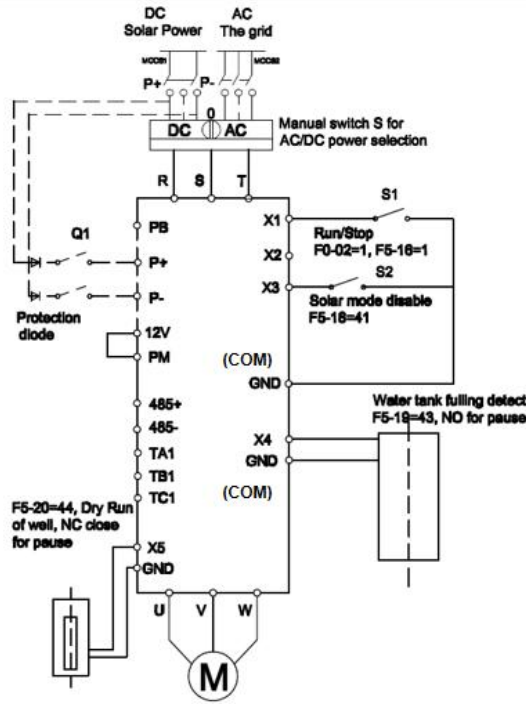 DC
Solar Power
AC
The grid
MCCB1
MCCB2
P+
P-
0
DC
AC
Manual switch S for
AC/DC power selection
R
S
T
PB
X1
S1
Run/Stop
F0-02=1, F5-16=1
Q1
P+
X2
X3
S2
Solar mode disable
F5-18=41
P-
Protection
diode
12V
PM
(COM)
GND
Water tank fulling detect
F5-19=43, NO for pause
485+
485-
X4
GND
TA1
TB1
TC1
(COM)
F5-20=44, Dry Run
of well, NC close
for pause
X5
GND
U
V
W
M